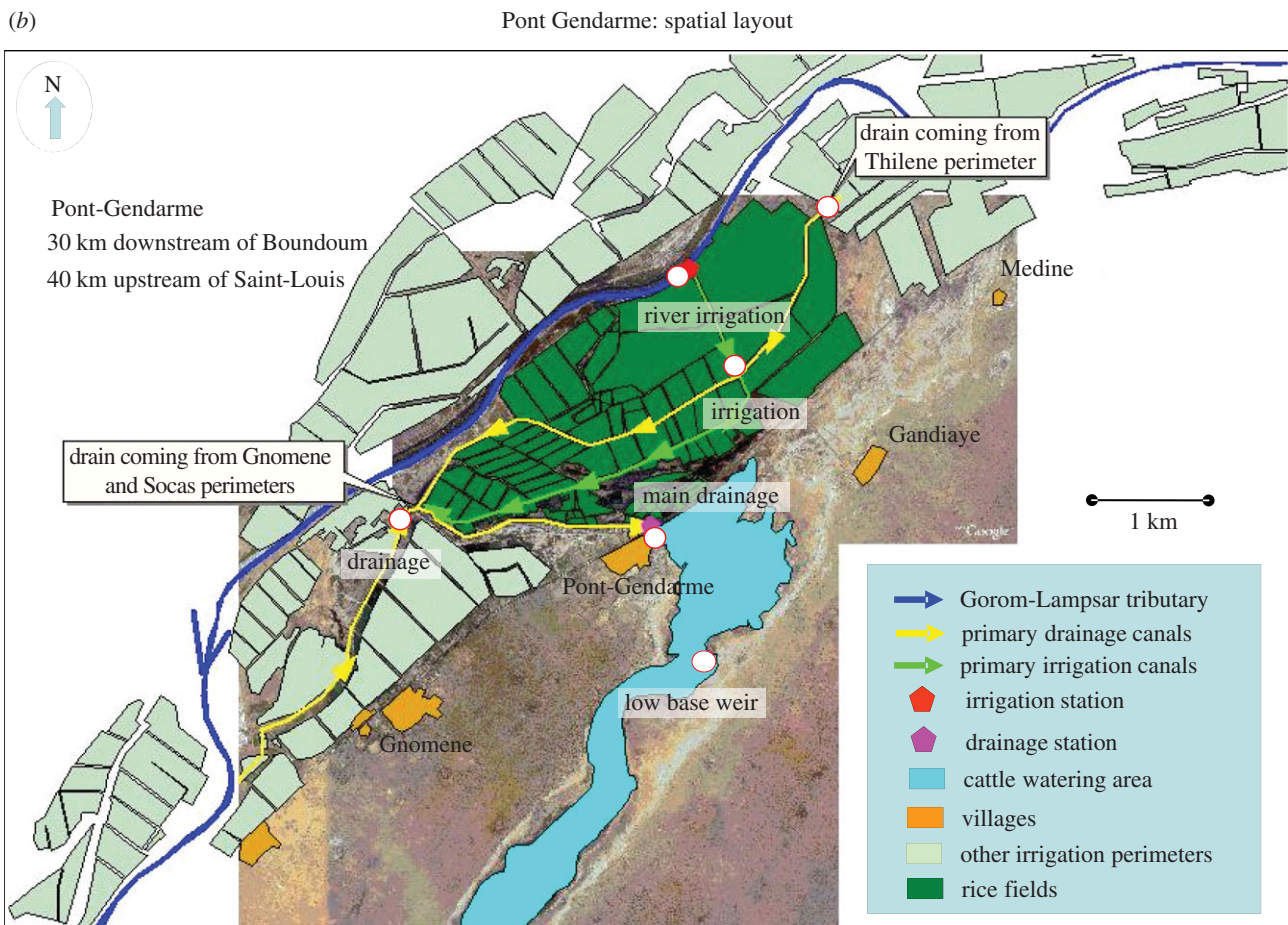 (b)
Pont Gendarme: spatial layout
N
drain coming from
Thilene perimeter
Pont-Gendarme
30 km downstream of Boundoum
40 km upstream of Saint-Louis
Medine
river irrigation
irrigation
Gandiaye
drain coming from Gnomene
and Socas perimeters
main drainage
1 km
Google
drainage
Pont-Gendarme
low base weir
Gnomene
Gorom-Lampsar tributary
primary drainage canals
primary irrigation canals
irrigation station
drainage station
cattle watering area
villages
other irrigation perimeters
rice fields